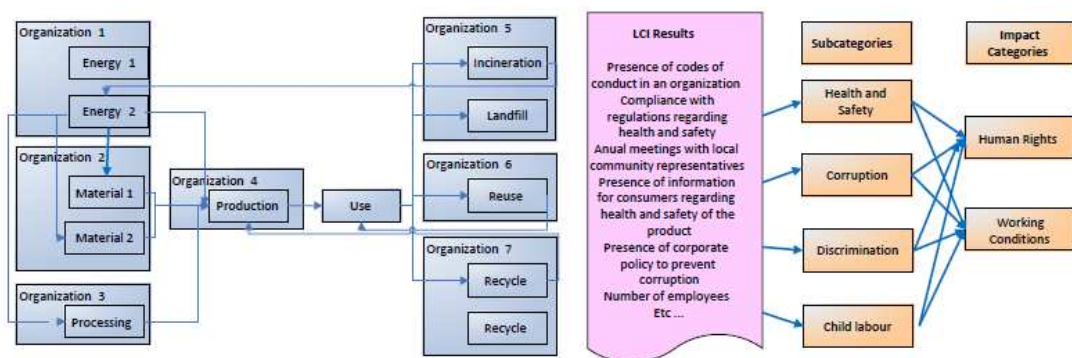 Organization 1
Energy 1
Energy 2
Organization 2
Material 1
Material 2
Organization 3
Processing
Organization 4
Production
Use
Organization 5
Incineration
Landfill
Organization 6
Reuse
Organization 7
Recycle
Recycle
LCI Results
Presence of codes of
conduct in an organization
Compliance with
regulations regarding
health and safety
Anual meetings with local
community representatives
Presence of information
for consumers regarding
health and safety of the
product
Presence of corporate
policy to prevent
corruption
Number of employees
Etc ...
Subcategories
Health and
Safety
Corruption
Discrimination
Child labour
Impact
Categories
Human Rights
Working
Conditions